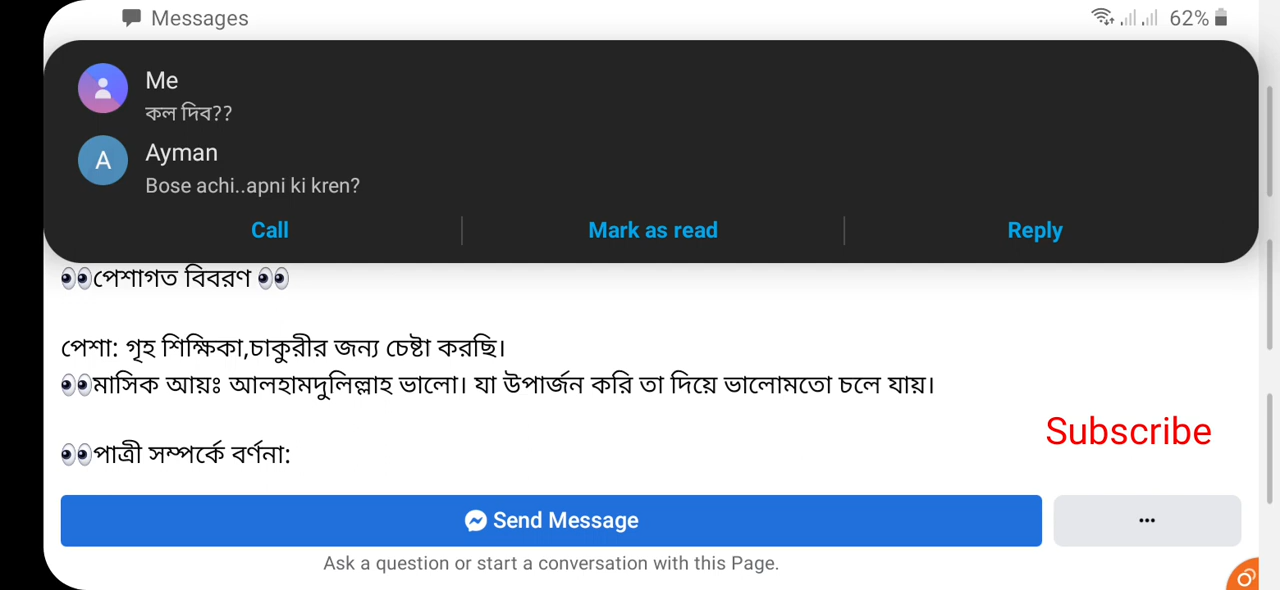 Messages
62%
Me
কল দিব??
A
Ayman
Bose achi..apni ki kren?
Call
Mark as read
Reply
👀পেশাগত বিবরণ 👀
পেশা: গৃহ শিক্ষিকা,চাকুরীর জন্য চেষ্টা করছি।
👀মাসিক আয়ঃ আলহামদুলিল্লাহ ভালো। যা উপার্জন করি তা দিয়ে ভালোমতো চলে যায়।
Subscribe
👀পাত্রী সম্পর্কে বর্ণনা:
Send Message
...
Ask a question or start a conversation with this Page.